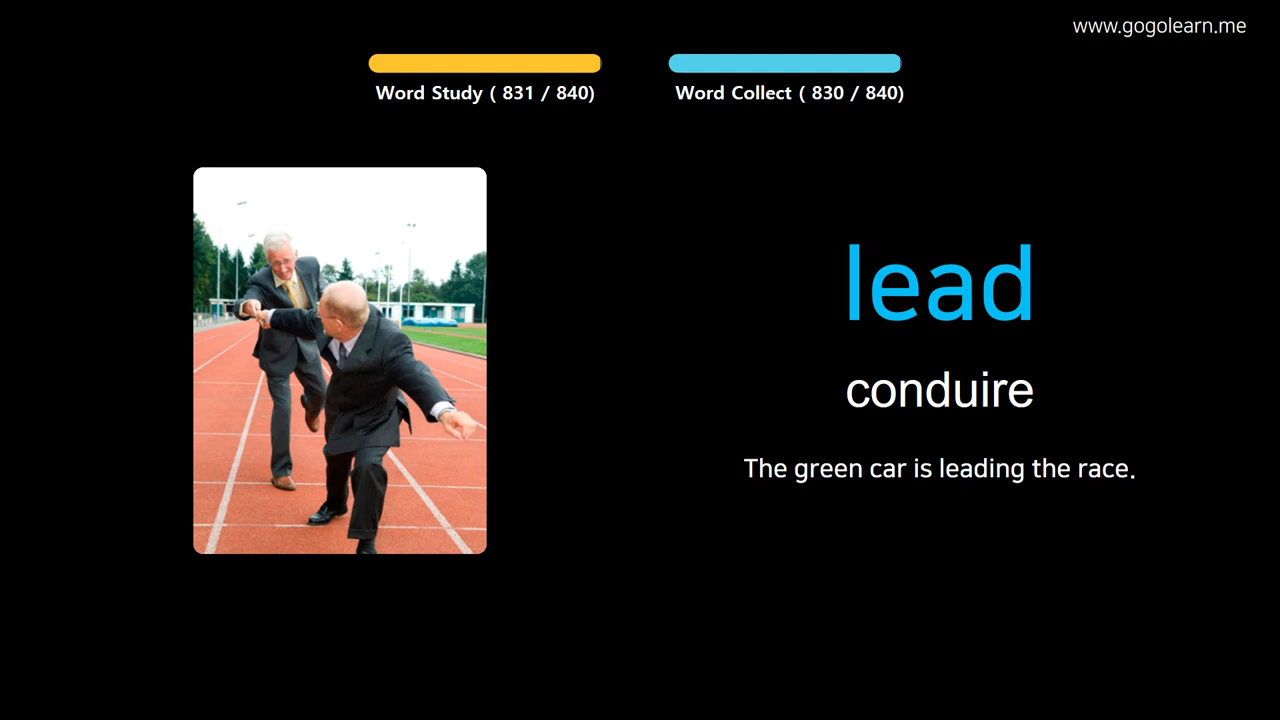 www.gogolearn.me
Word Study ( 831 / 840)
Word Collect ( 830 / 840)
lead
conduire
The green car is leading the race.